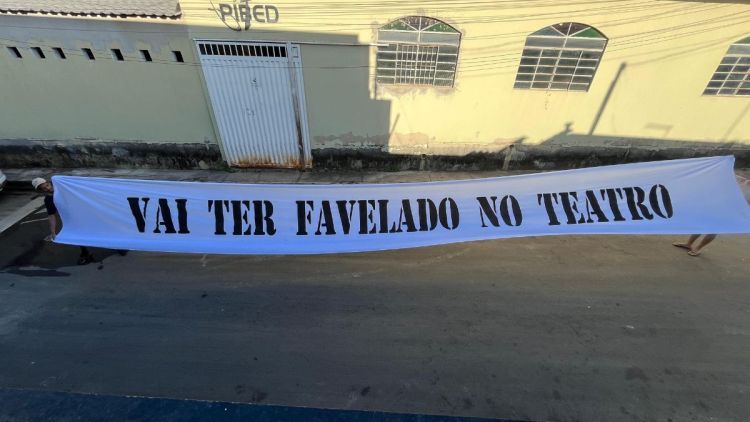 PIBED
VAI TER FAVELADO NO TEATRO